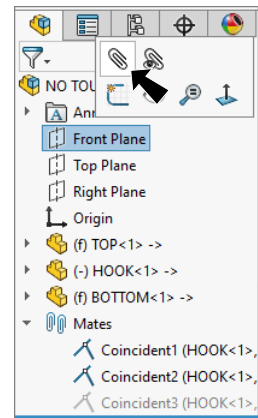 NO TOU
Ann
Front Plane
Top Plane
Right Plane
Origin
(f) TOP<1> ->
(-) HOOK<1> ->
(f) BOTTOM<1> ->
Mates
Coincident1 (HOOK<1>,
Coincident2 (HOOK<1>,
Coincident3 (HOOK<1>,